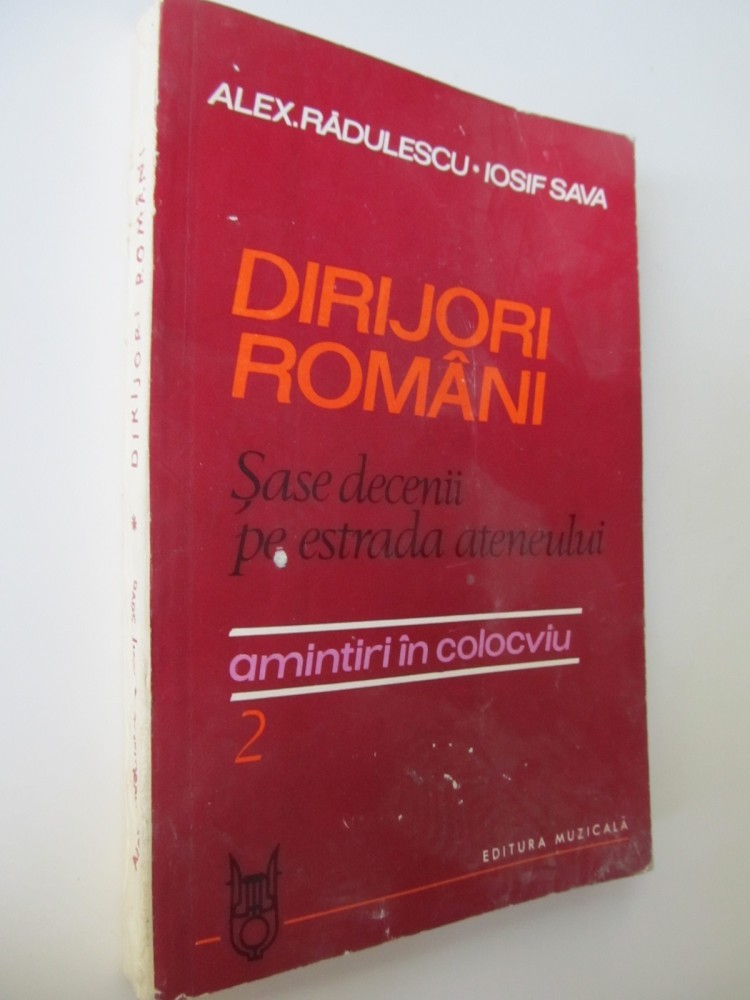 ALEX.RĂDULESCU • IOSIF SAVA
DIRIJORI
ROMÂNI
Șase decenii
pe estrada ateneului
amintiri în colocviu
2
EDITURA MUZICALĂ
* DIRIJORI ROMÂNI